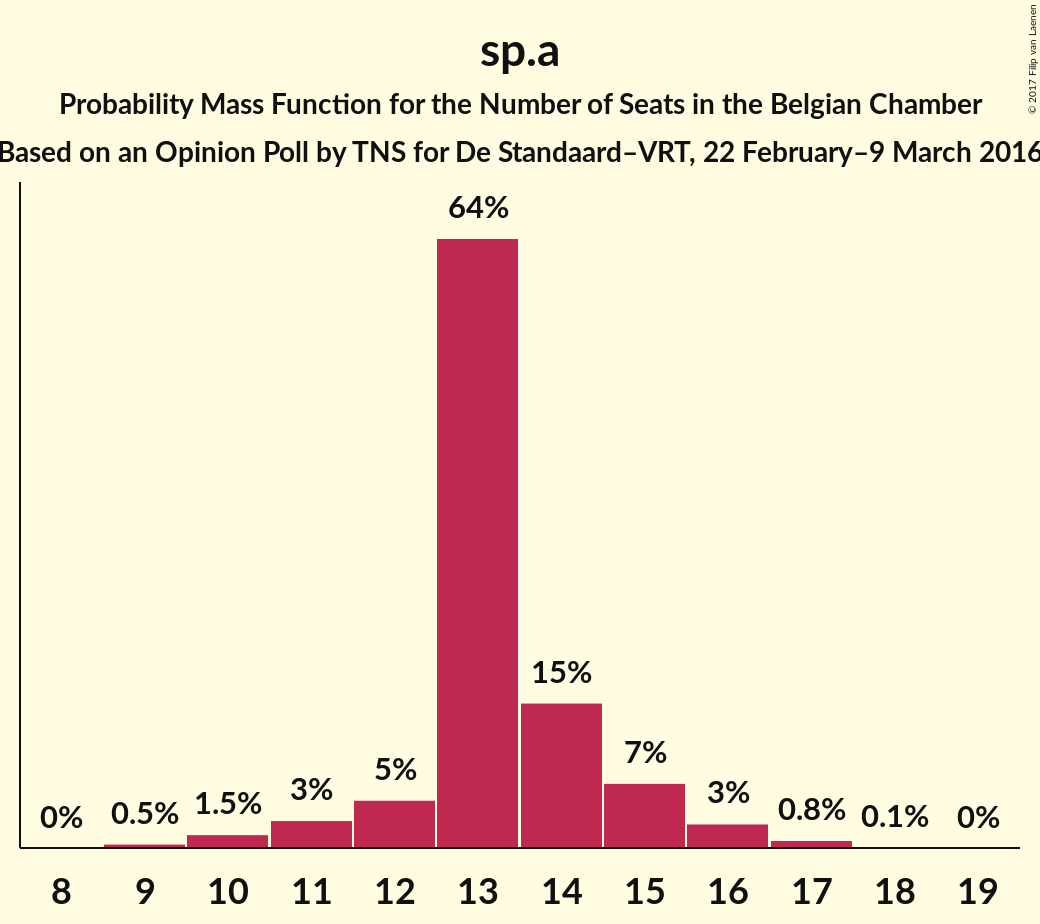 sp.a
Probability Mass Function for the Number of Seats in the Belgian Chamber
Based on an Opinion Poll by TNS for De Standaard–VRT, 22 February–9 March 2016
© 2017 Filip van Laenen
64%
15%
7%
5%
3%
3%
1.5%
0.5%
0%
0.8%
0.1%
0%
8 9 10 11 12 13 14 15 16 17 18 19